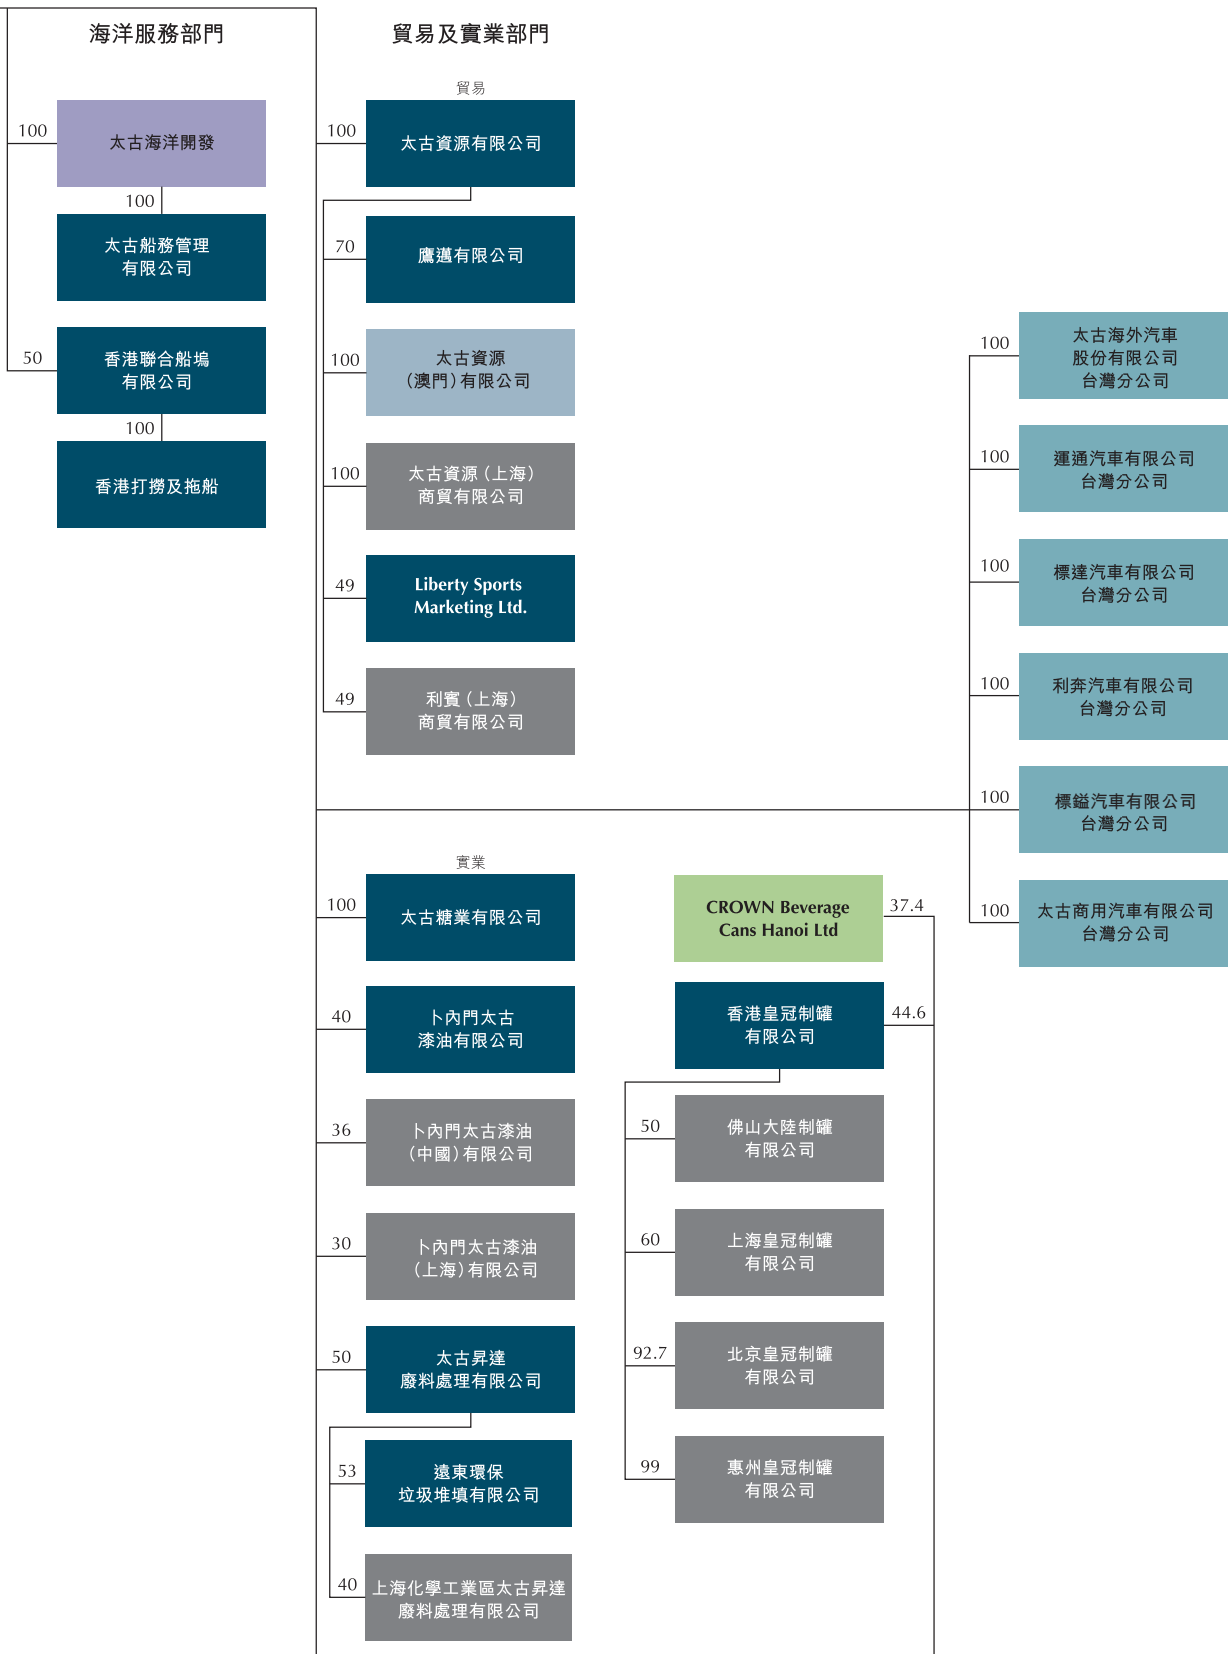 海洋服務部門
100
太古海洋開發
100
太古船務管理
有限公司
50
香港聯合船塢
有限公司
100
香港打撈及拖船
貿易及實業部門
貿易
100
太古資源有限公司
70
鷹邁有限公司
100
太古資源
（澳門）有限公司
100
太古資源（上海）
商貿有限公司
49
Liberty Sports
Marketing Ltd.
49
利賓（上海）
商貿有限公司
100
太古海外汽車
股份有限公司
台灣分公司
100
運通汽車有限公司
台灣分公司
100
標達汽車有限公司
台灣分公司
100
利奔汽車有限公司
台灣分公司
100
標鎰汽車有限公司
台灣分公司
100
太古商用汽車有限公司
台灣分公司
實業
100
太古糖業有限公司
40
卜內門太古
漆油有限公司
36
卜內門太古漆油
（中國）有限公司
30
卜內門太古漆油
（上海）有限公司
50
太古昇達
廢料處理有限公司
53
遠東環保
垃圾堆填有限公司
40
上海化學工業區太古昇達
廢料處理有限公司
CROWN Beverage
Cans Hanoi Ltd
37.4
香港皇冠制罐
有限公司
44.6
50
佛山大陸制罐
有限公司
60
上海皇冠制罐
有限公司
92.7
北京皇冠制罐
有限公司
99
惠州皇冠制罐
有限公司